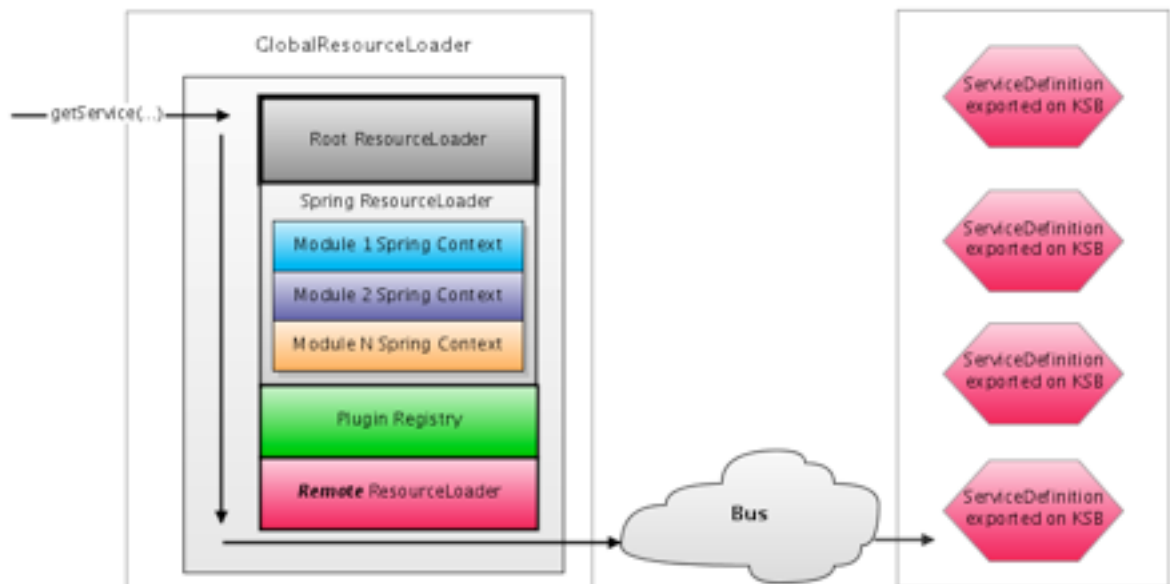 GlobalResourceLoader
getService(...)
Root ResourceLoader
Spring ResourceLoader
Module 1 Spring Context
Module 2 Spring Context
Module N Spring Context
Plugin Registry
Remote ResourceLoader
Bus
ServiceDefinition
exported on KSB
ServiceDefinition
exported on KSB
ServiceDefinition
exported on KSB
ServiceDefinition
exported on KSB